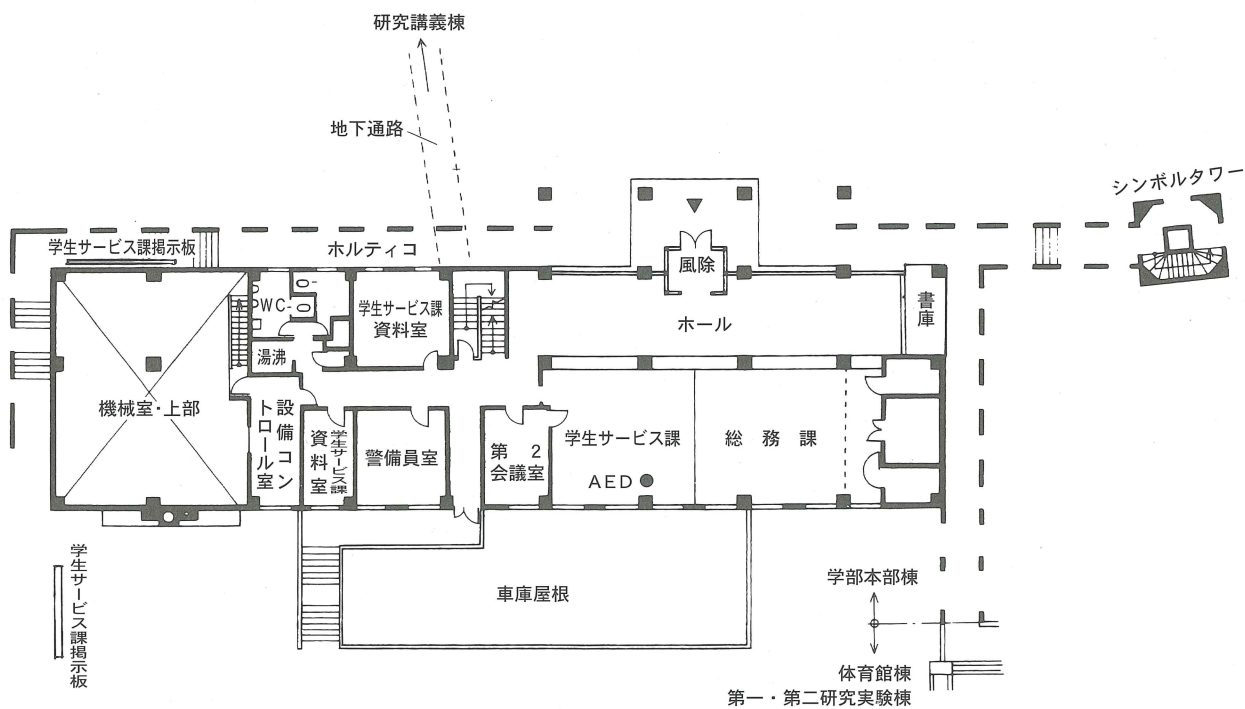 研究講義棟
地下通路
シンボルタワー
学生サービス課掲示板
ホルティコ
風除
PWC
学生サービス課
資料室
ホール
書庫
湯沸
機械室・上部
設備コン
トロール室
学生サービス課
資料室
警備員室
第2
会議室
学生サービス課
総務課
AED
学生サービス課掲示板
車庫屋根
学部本部棟
体育館棟
第一・第二研究実験棟